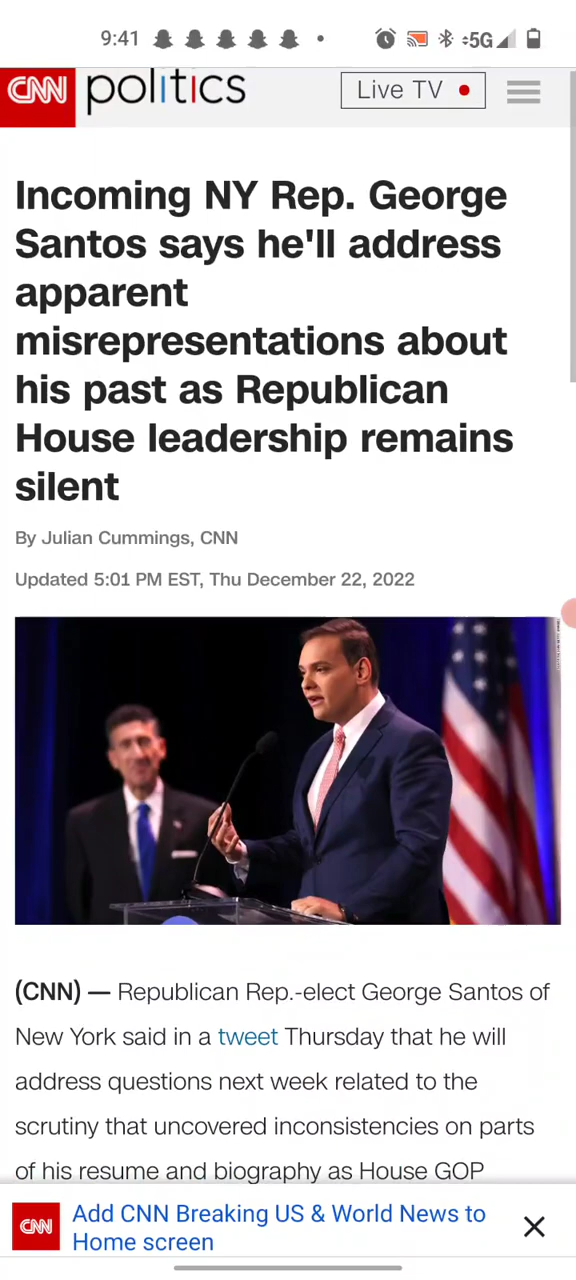 9:41 5G
CNN politics Live TV
Incoming NY Rep. George
Santos says he'll address
apparent
misrepresentations about
his past as Republican
House leadership remains
silent
By Julian Cummings, CNN
Updated 5:01 PM EST, Thu December 22, 2022
(CNN) — Republican Rep.-elect George Santos of
New York said in a tweet Thursday that he will
address questions next week related to the
scrutiny that uncovered inconsistencies on parts
of his resume and biography as House GOP
CNN Add CNN Breaking US & World News to
Home screen